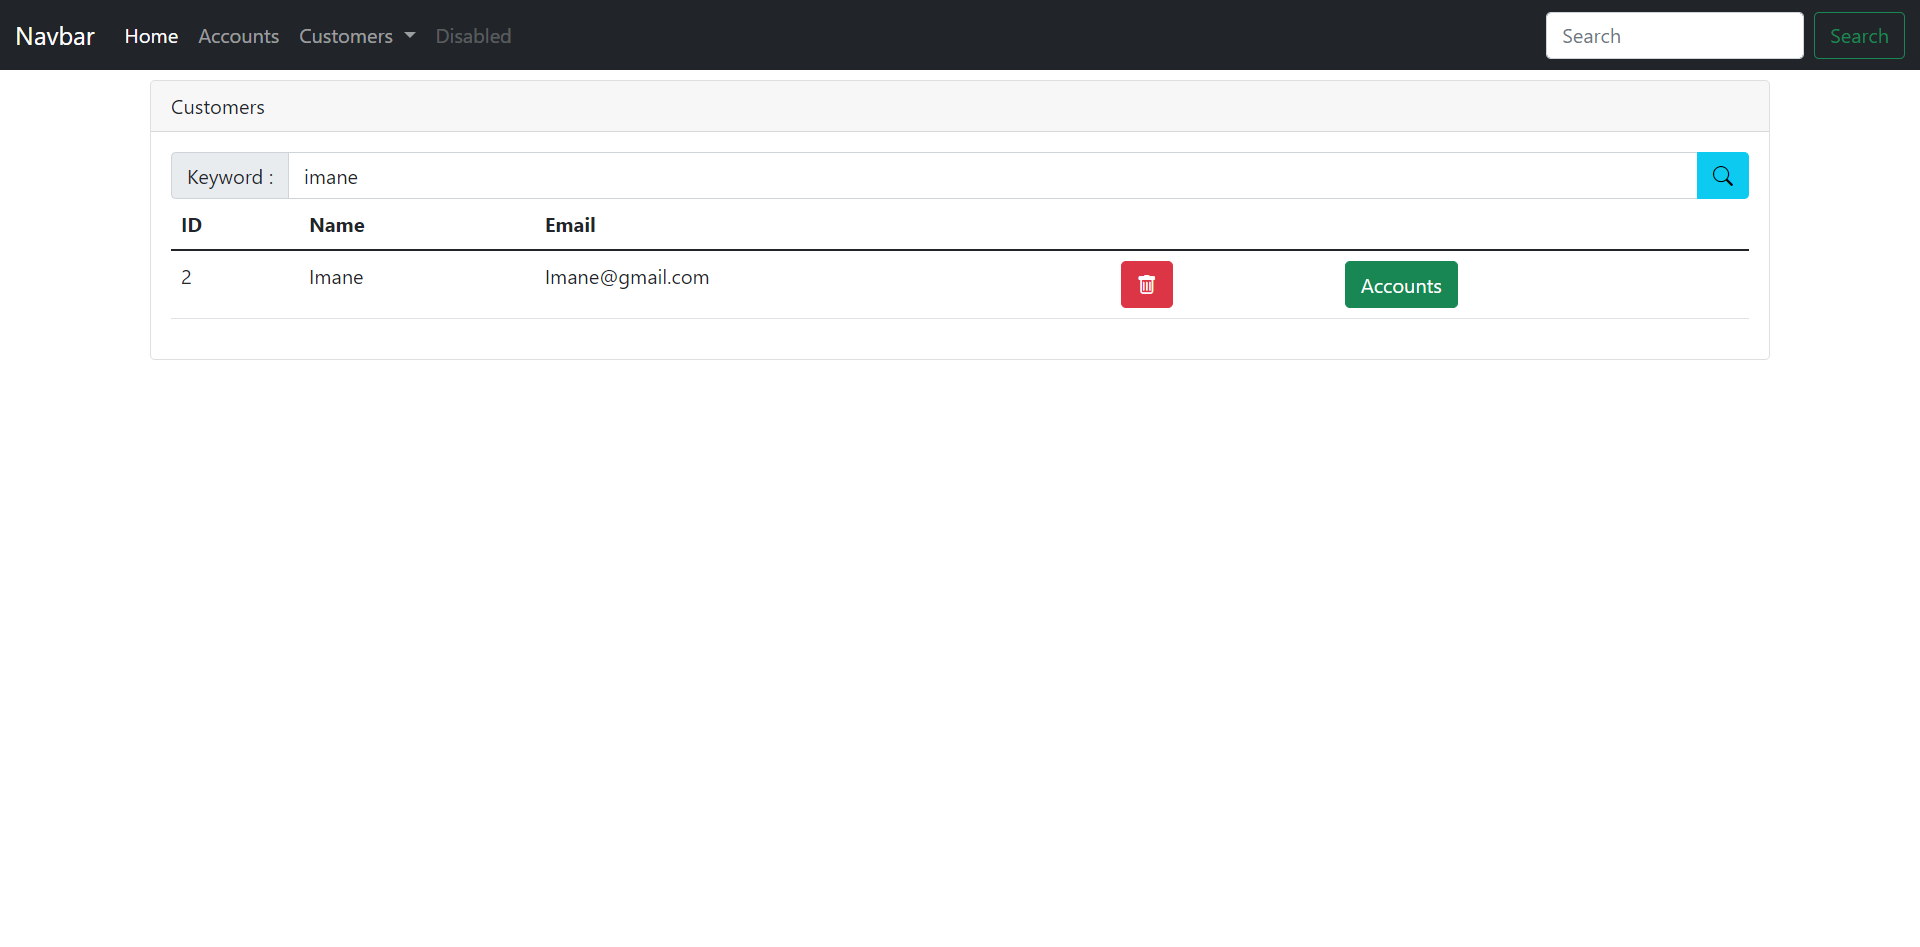 Navbar Home Accounts Customers Disabled Search Search
Customers
Keyword : imane
ID Name Email
2 Imane Imane@gmail.com Accounts